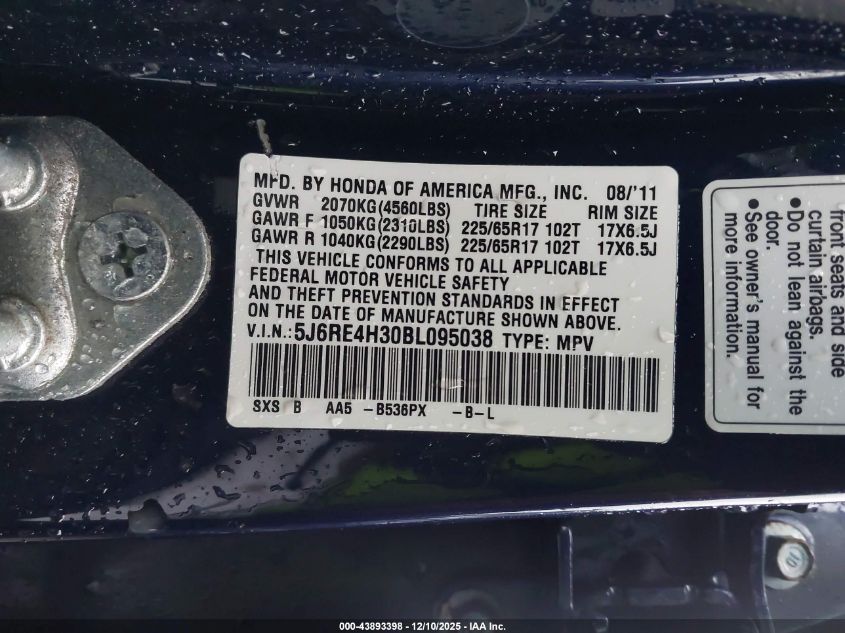 MFD. BY HONDA OF AMERICA MFG., INC. 08/'11
GVWR 2070KG(4560LBS) TIRE SIZE RIM SIZE
GAWR F 1050KG(2310LBS) 225/65R17 102T 17X6.5J
GAWR R 1040KG(2290LBS) 225/65R17 102T 17X6.5J
THIS VEHICLE CONFORMS TO ALL APPLICABLE
FEDERAL MOTOR VEHICLE SAFETY
AND THEFT PREVENTION STANDARDS IN EFFECT
ON THE DATE OF MANUFACTURE SHOWN ABOVE.
V.I.N.: 5J6RE4H30BL095038 TYPE: MPV
SXS B AA5 -B536PX -B-L
front seats and side
curtain airbags.
●Do not lean against the
door.
●See owner's manual for
more information.
10
000-43893398 - 12/10/2025 - IAA Inc.